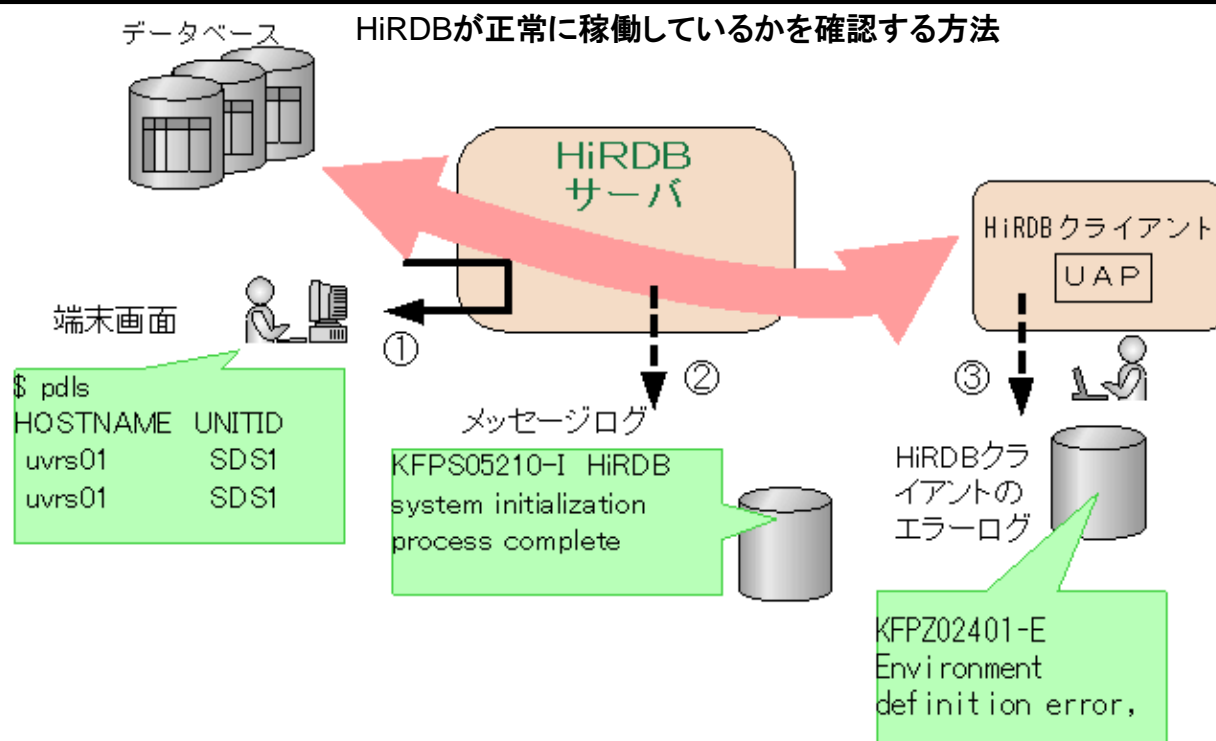 HiRDBが正常に稼働しているかを確認する方法
データベース
HiRDB
サーバ
HiRDBクライアント
UAP
端末画面
①
②
③
$ pdls
HOSTNAME UNITID
uvrs01 SDS1
uvrs01 SDS1
メッセージログ
KFPS05210-I HiRDB
system initialization
process complete
HiRDBクラ
イアントの
エラーログ
KFPZ02401-E
Environment
definition error,